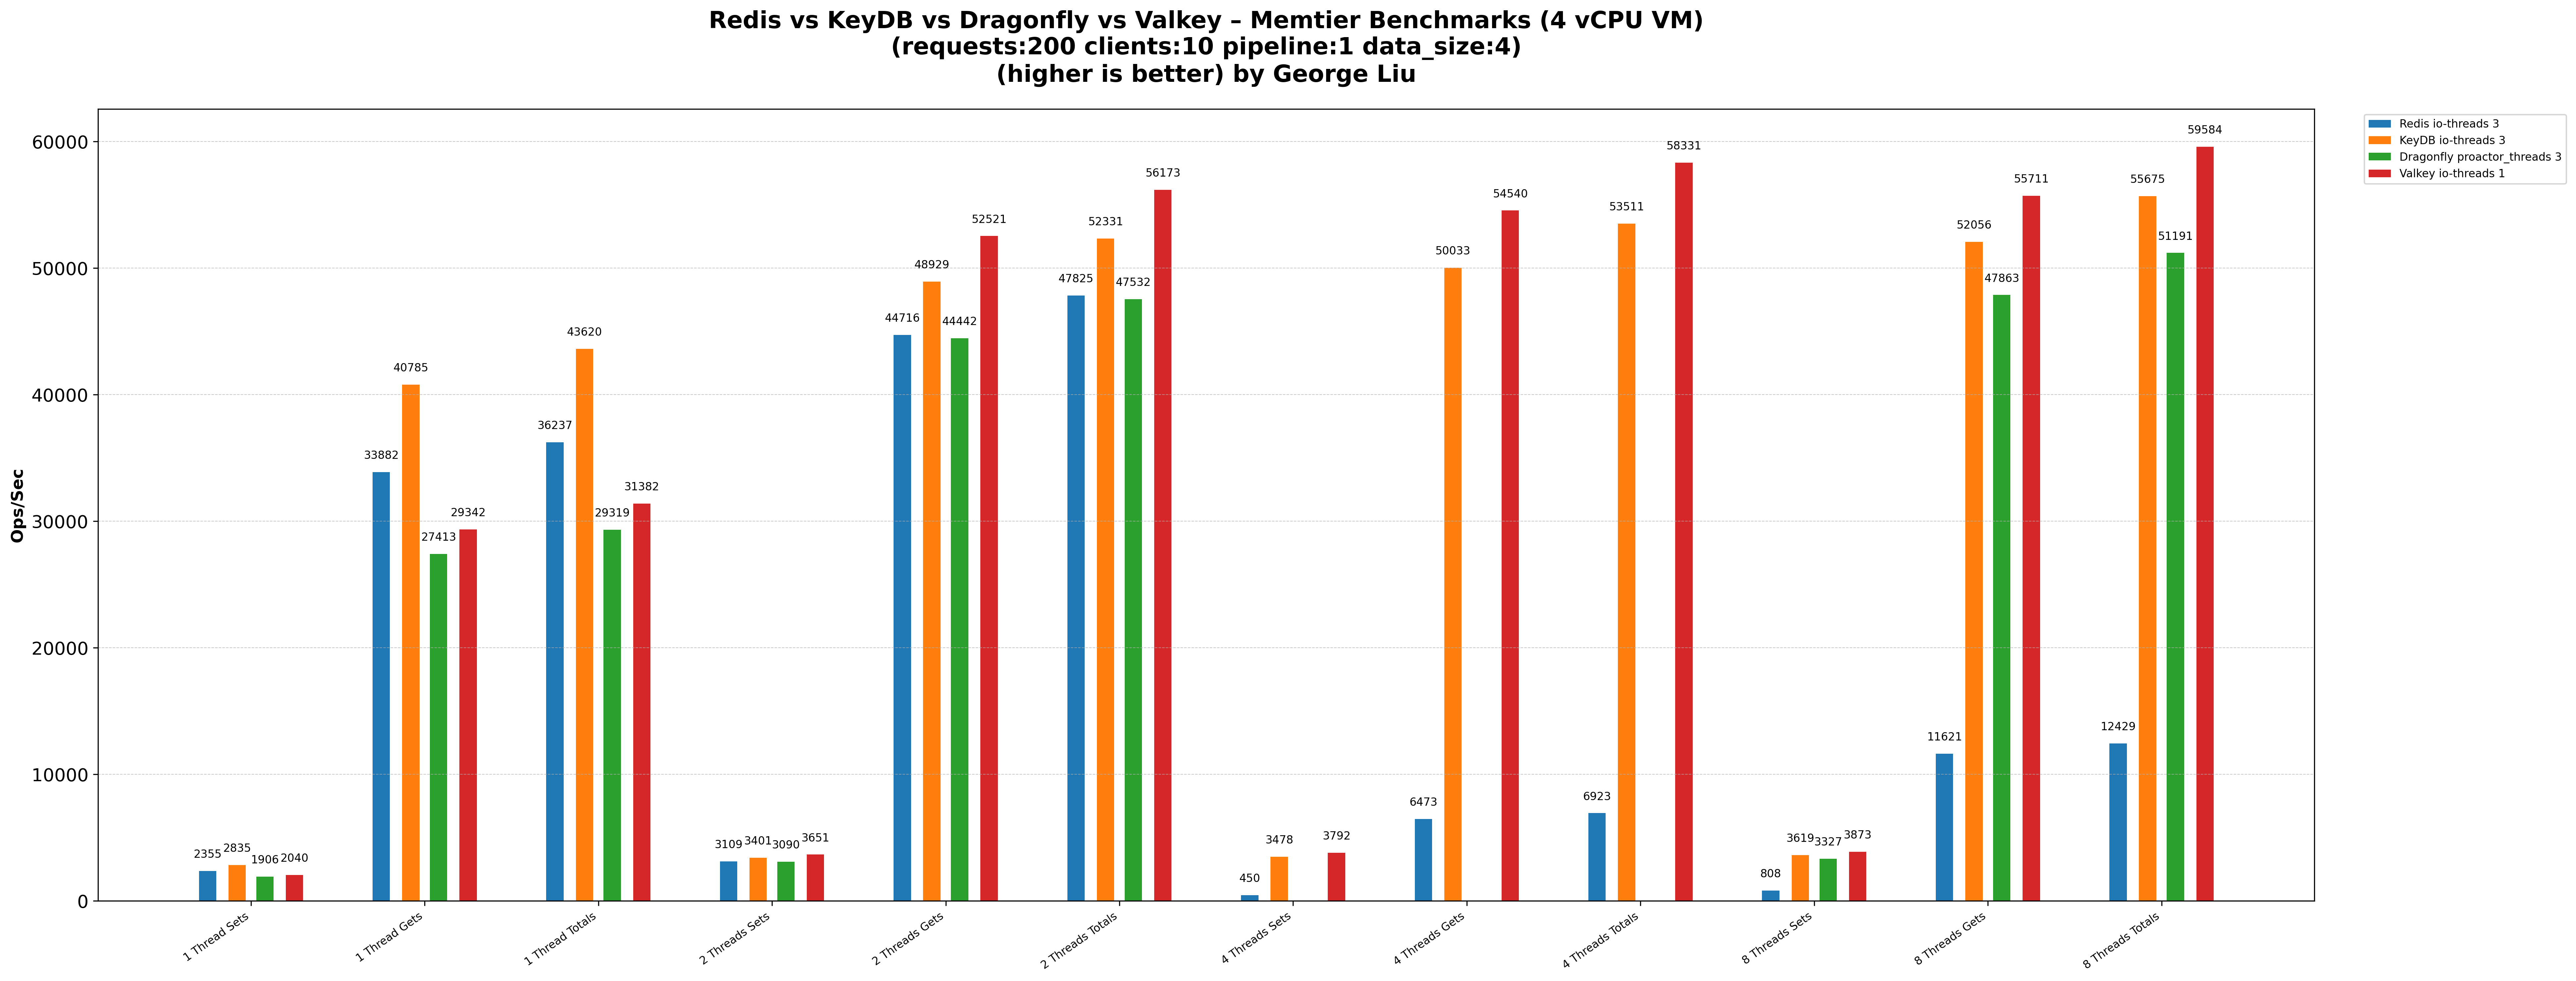 Redis vs KeyDB vs Dragonfly vs Valkey – Memtier Benchmarks (4 vCPU VM)
(requests:200 clients:10 pipeline:1 data_size:4)
(higher is better) by George Liu
Redis io-threads 3
KeyDB io-threads 3
Dragonfly proactor_threads 3
Valkey io-threads 1
Ops/Sec
60000
50000
40000
30000
20000
10000
0
2355 2835 1906 2040
33882 40785 27413 29342
36237 43620 29319 31382
3109 3401 3090 3651
44716 48929 44442 52521
47825 52331 47532 56173
450 3478 3792
6473 50033 54540
6923 53511 58331
808 3619 3327 3873
11621 52056 47863 55711
12429 55675 51191 59584
1 Thread Sets
1 Thread Gets
1 Thread Totals
2 Threads Sets
2 Threads Gets
2 Threads Totals
4 Threads Sets
4 Threads Gets
4 Threads Totals
8 Threads Sets
8 Threads Gets
8 Threads Totals